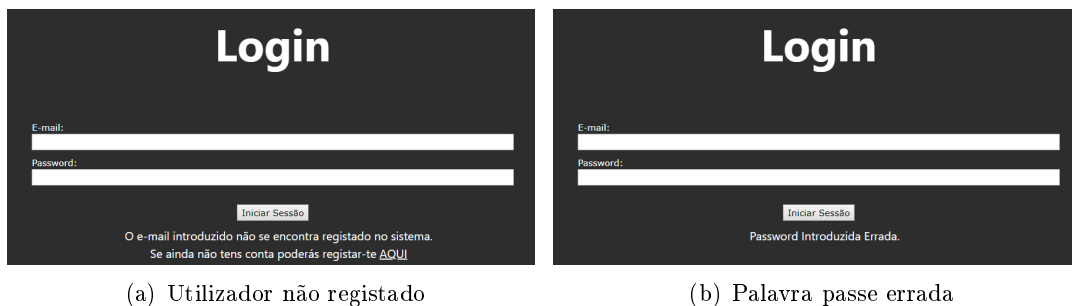 Login
E-mail:
Password:
Iniciar Sessão
O e-mail introduzido não se encontra registado no sistema.
Se ainda não tens conta poderás registar-te AQUI
(a) Utilizador não registado
Login
E-mail:
Password:
Iniciar Sessão
Password Introduzida Errada.
(b) Palavra passe errada